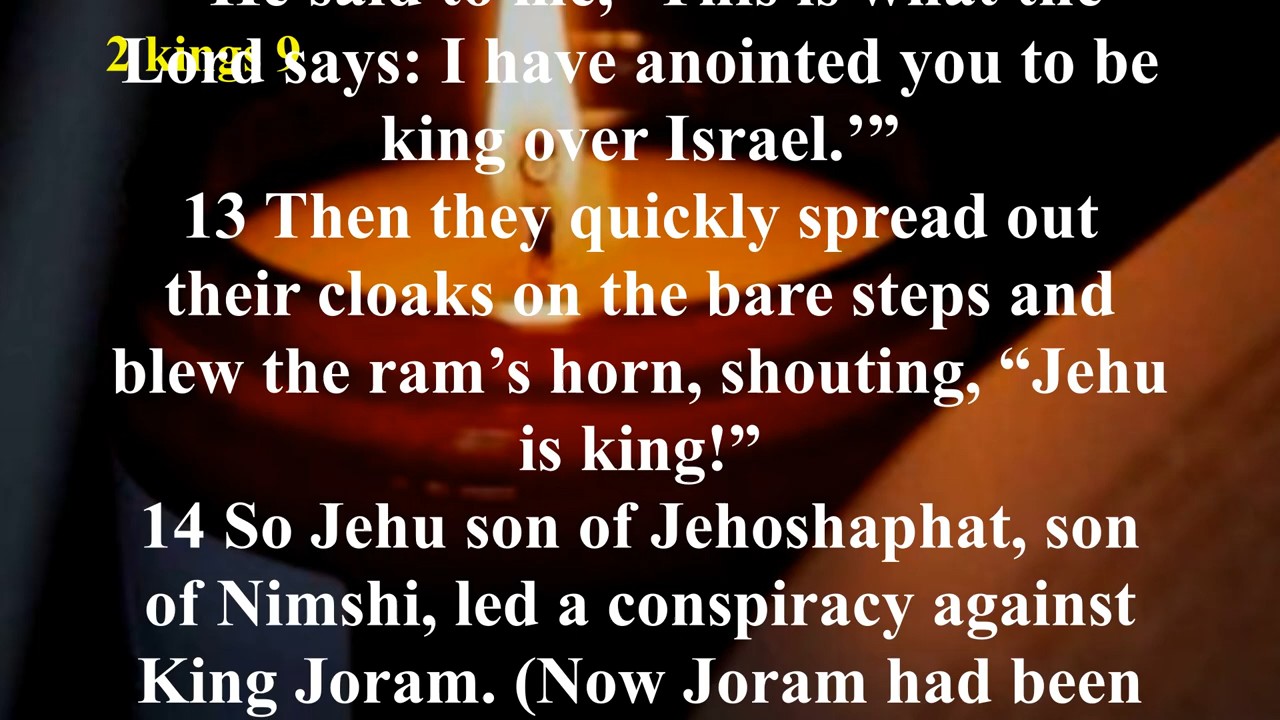 He said to me, "This is what the
2 kings 9
Lord says: I have anointed you to be
king over Israel.’”
13 Then they quickly spread out
their cloaks on the bare steps and
blew the ram’s horn, shouting, “Jehu
is king!”
14 So Jehu son of Jehoshaphat, son
of Nimshi, led a conspiracy against
King Joram. (Now Joram had been